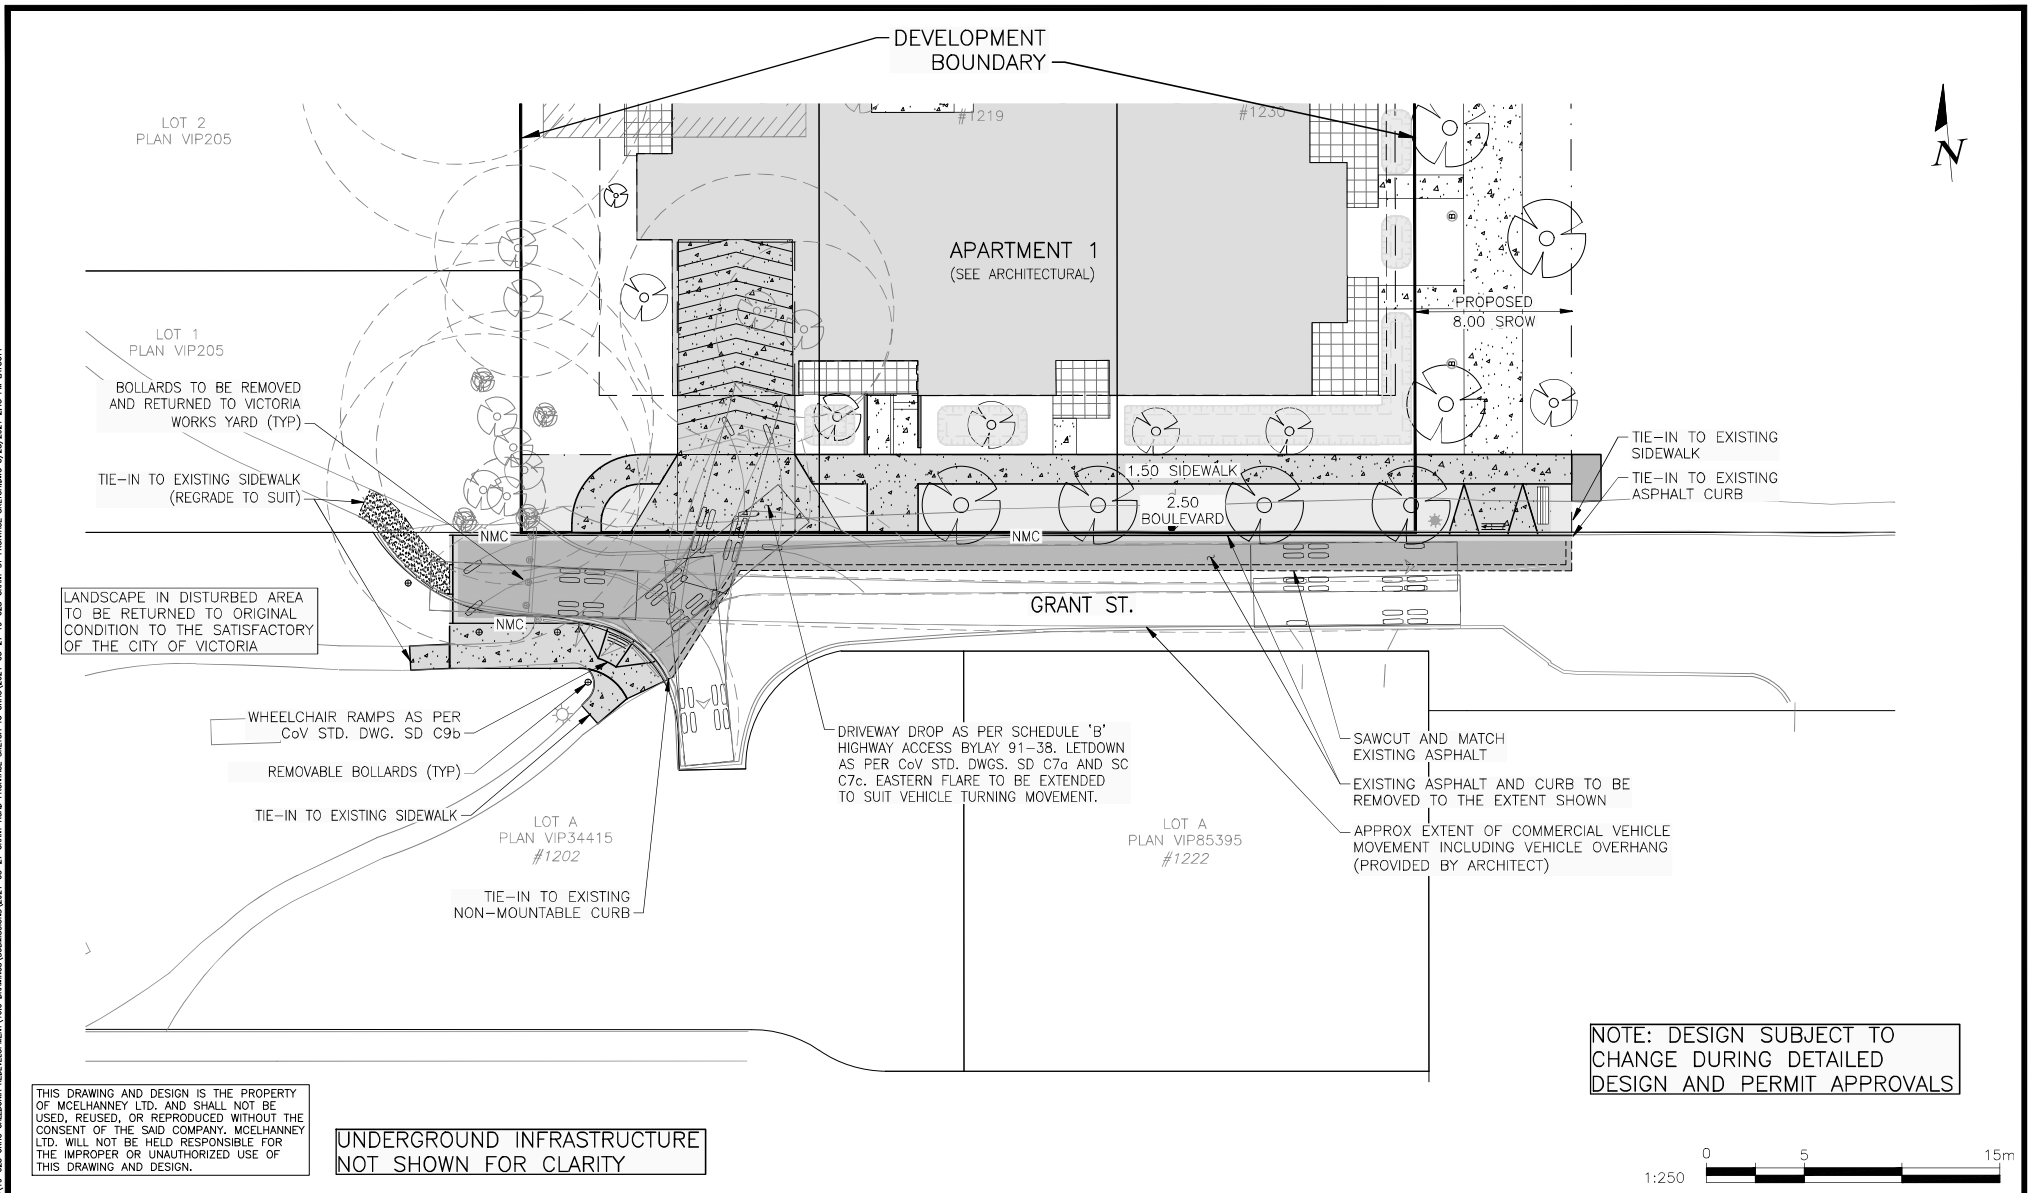 DEVELOPMENT
BOUNDARY
LOT 2
PLAN VIP205
#1219
#1230
N
APARTMENT 1
(SEE ARCHITECTURAL)
PROPOSED
8.00 SROW
LOT 1
PLAN VIP205
BOLLARDS TO BE REMOVED
AND RETURNED TO VICTORIA
WORKS YARD (TYP)
TIE-IN TO EXISTING SIDEWALK
(REGRADE TO SUIT)
TIE-IN TO EXISTING
SIDEWALK
TIE-IN TO EXISTING
ASPHALT CURB
1.50 SIDEWALK
2.50
BOULEVARD
NMC
NMC
NMC
GRANT ST.
LANDSCAPE IN DISTURBED AREA
TO BE RETURNED TO ORIGINAL
CONDITION TO THE SATISFACTORY
OF THE CITY OF VICTORIA
WHEELCHAIR RAMPS AS PER
CoV STD. DWG. SD C9b
REMOVABLE BOLLARDS (TYP)
TIE-IN TO EXISTING SIDEWALK
DRIVEWAY DROP AS PER SCHEDULE 'B'
HIGHWAY ACCESS BYLAY 91-38. LETDOWN
AS PER CoV STD. DWGS. SD C7a AND SC
C7c. EASTERN FLARE TO BE EXTENDED
TO SUIT VEHICLE TURNING MOVEMENT.
SAWCUT AND MATCH
EXISTING ASPHALT
EXISTING ASPHALT AND CURB TO BE
REMOVED TO THE EXTENT SHOWN
APPROX EXTENT OF COMMERCIAL VEHICLE
MOVEMENT INCLUDING VEHICLE OVERHANG
(PROVIDED BY ARCHITECT)
LOT A
PLAN VIP34415
#1202
LOT A
PLAN VIP85395
#1222
TIE-IN TO EXISTING
NON-MOUNTABLE CURB
NOTE: DESIGN SUBJECT TO
CHANGE DURING DETAILED
DESIGN AND PERMIT APPROVALS
THIS DRAWING AND DESIGN IS THE PROPERTY
OF MCELHANNEY LTD. AND SHALL NOT BE
USED, REUSED, OR REPRODUCED WITHOUT THE
CONSENT OF THE SAID COMPANY. MCELHANNEY
LTD. WILL NOT BE HELD RESPONSIBLE FOR
THE IMPROPER OR UNAUTHORIZED USE OF
THIS DRAWING AND DESIGN.
UNDERGROUND INFRASTRUCTURE
NOT SHOWN FOR CLARITY
1:250
0 5 15m